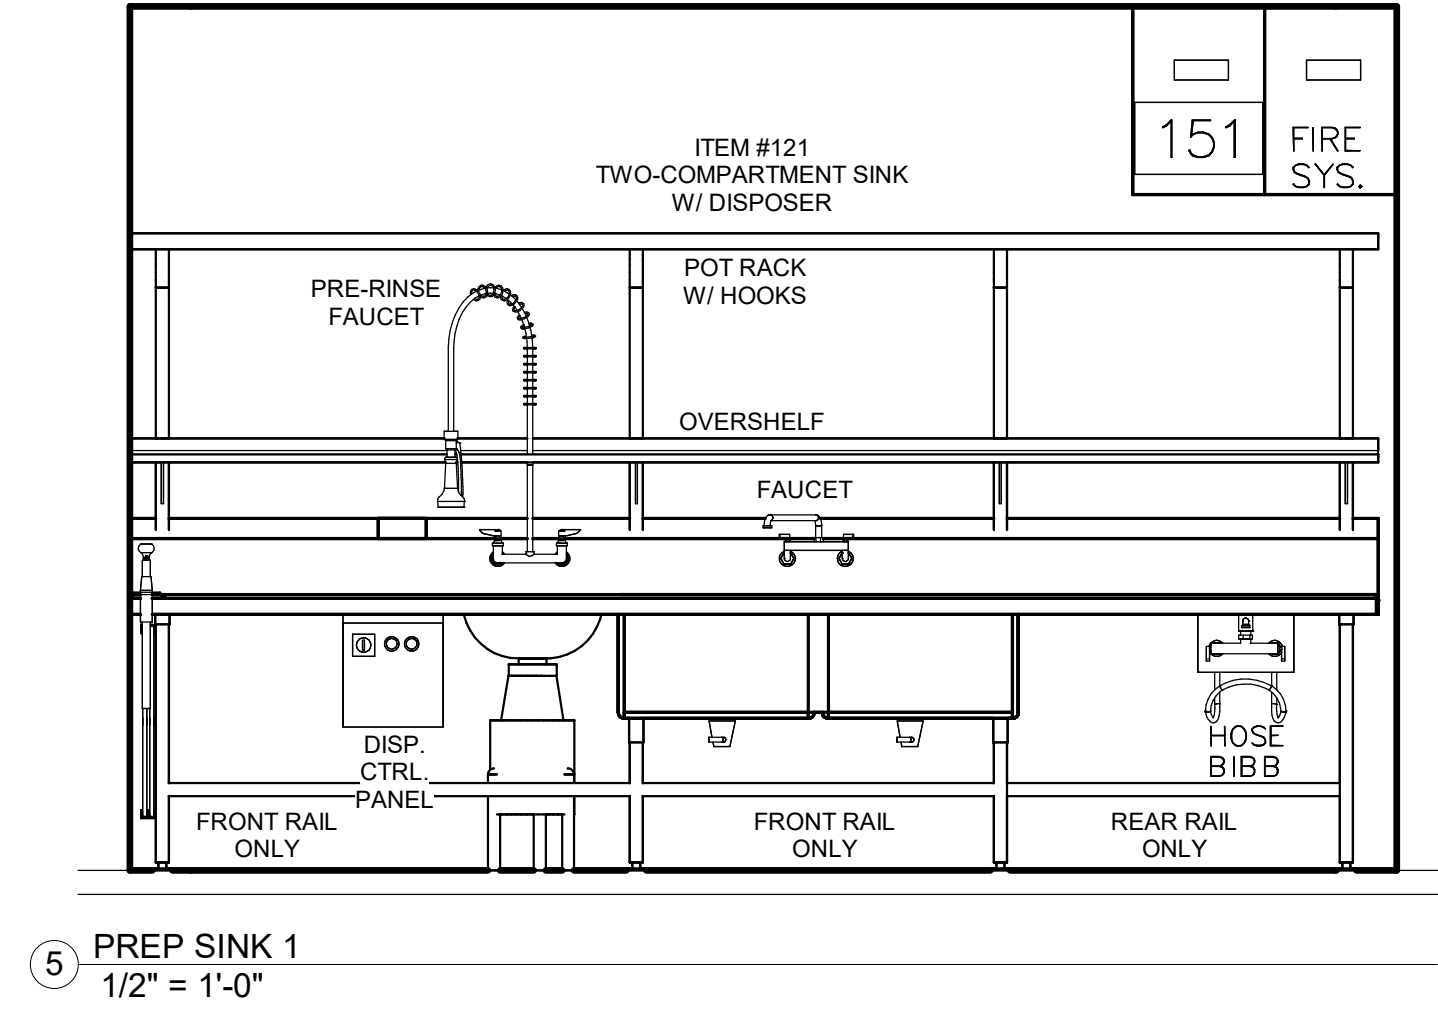 151
FIRE
SYS.
ITEM #121
TWO-COMPARTMENT SINK
W/ DISPOSER
POT RACK
W/ HOOKS
PRE-RINSE
FAUCET
OVERSHELF
FAUCET
DISP.
CTRL.
PANEL
HOSE
BIBB
FRONT RAIL
ONLY
FRONT RAIL
ONLY
REAR RAIL
ONLY
5
PREP SINK 1
1/2" = 1'-0"